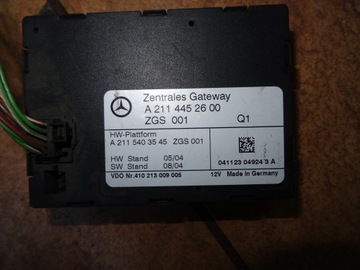 Zentrales Gateway
A 211 445 26 00
ZGS 001 Q1
HW-Plattform
A 211 540 35 45 ZGS 001
HW Stand 05/04
SW Stand 08/04
041123 04924 3 A
VDO Nr.410 213 009 005 12V Made in Germany